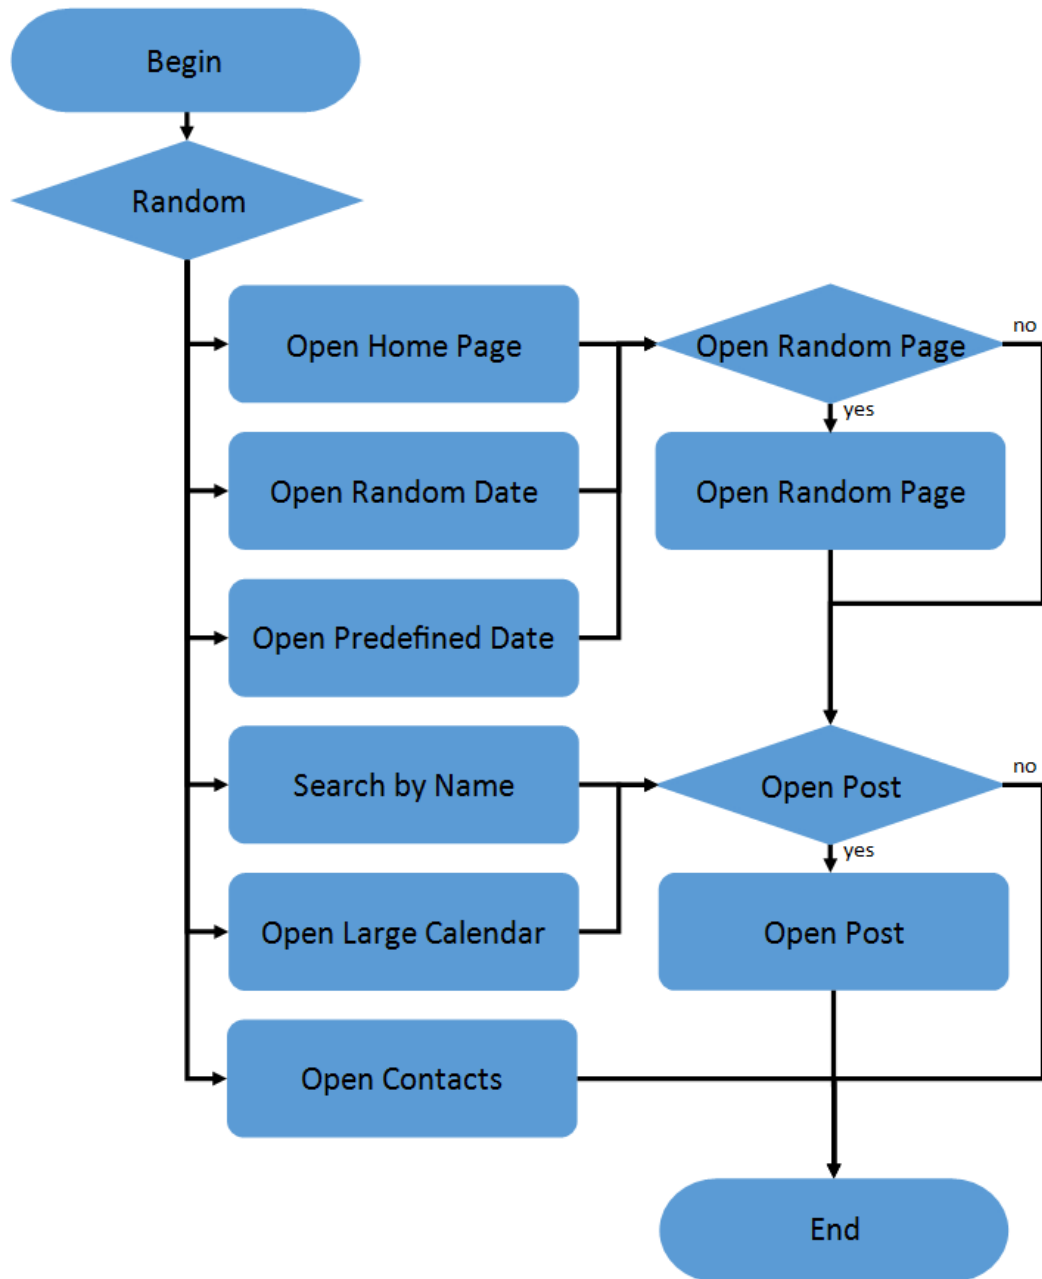 Begin
Random
Open Home Page
Open Random Page
no
yes
Open Random Date
Open Random Page
Open Predefined Date
Search by Name
Open Post
no
yes
Open Large Calendar
Open Post
Open Contacts
End